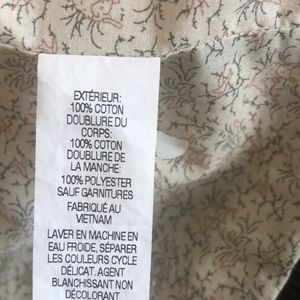 EXTÉRIEUR:
100% COTON
DOUBLURE DU
CORPS:
100% COTON
DOUBLURE DE
LA MANCHE:
100% POLYESTER
SAUF GARNITURES
FABRIQUÉ AU
VIETNAM
LAVER EN MACHINE EN
EAU FROIDE, SÉPARER
LES COULEURS CYCLE
DÉLICAT. AGENT
BLANCHISSANT NON
DÉCOLORANT